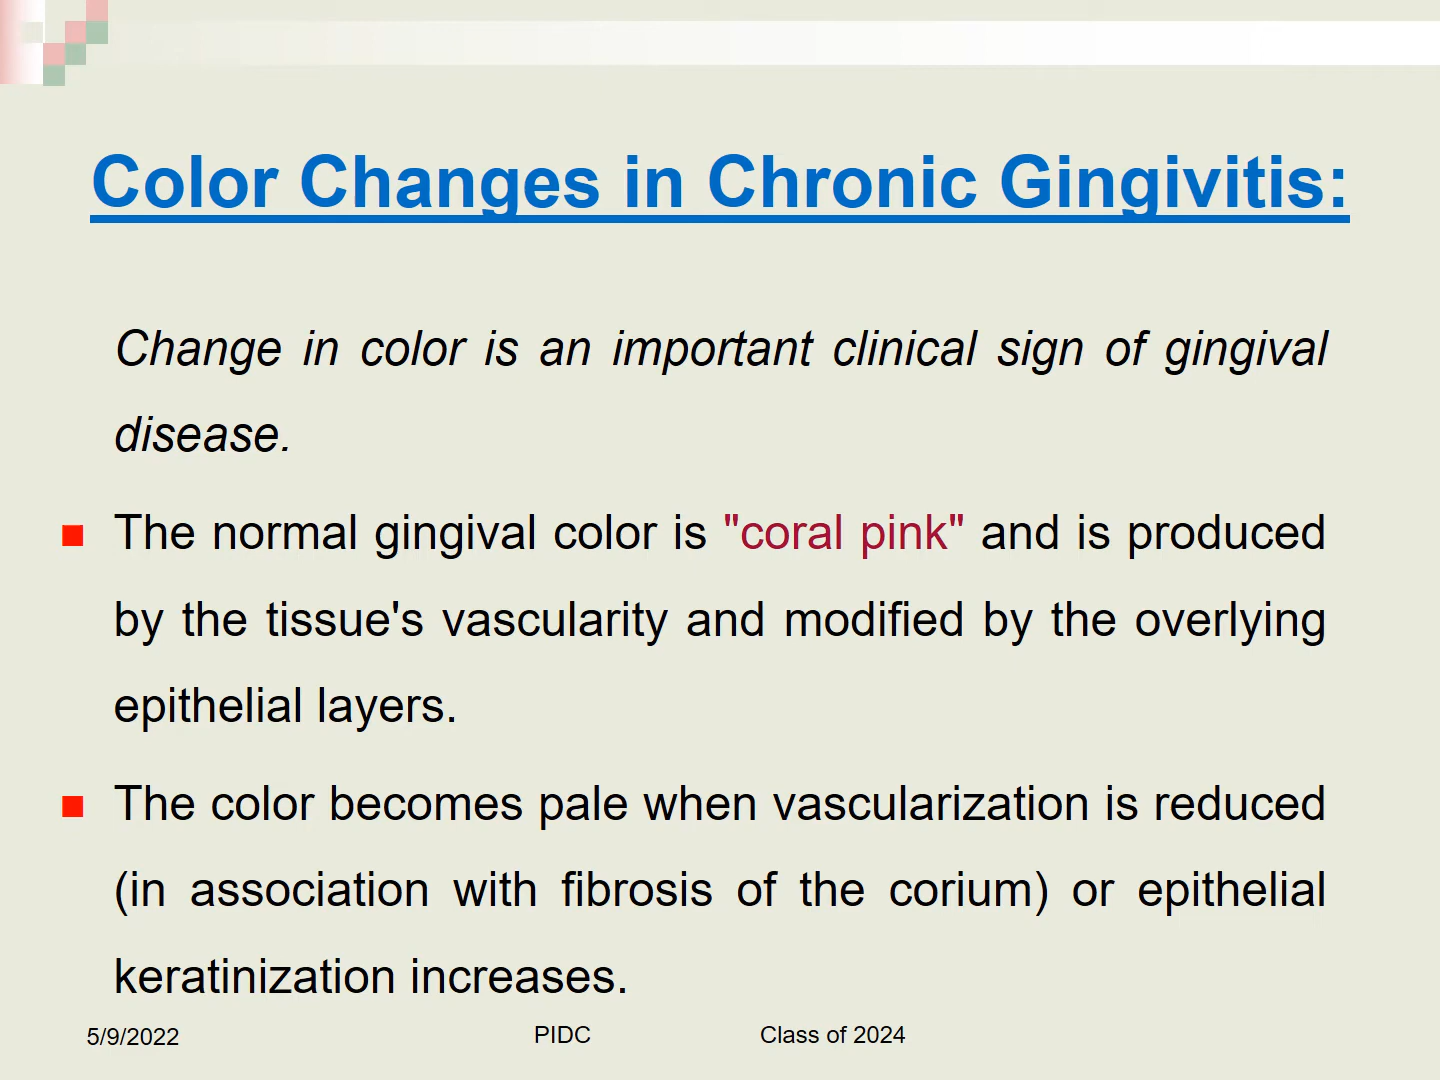 Color Changes in Chronic Gingivitis:
Change in color is an important clinical sign of gingival
disease.
The normal gingival color is "coral pink" and is produced
by the tissue's vascularity and modified by the overlying
epithelial layers.
The color becomes pale when vascularization is reduced
(in association with fibrosis of the corium) or epithelial
keratinization increases.
5/9/2022 PIDC Class of 2024